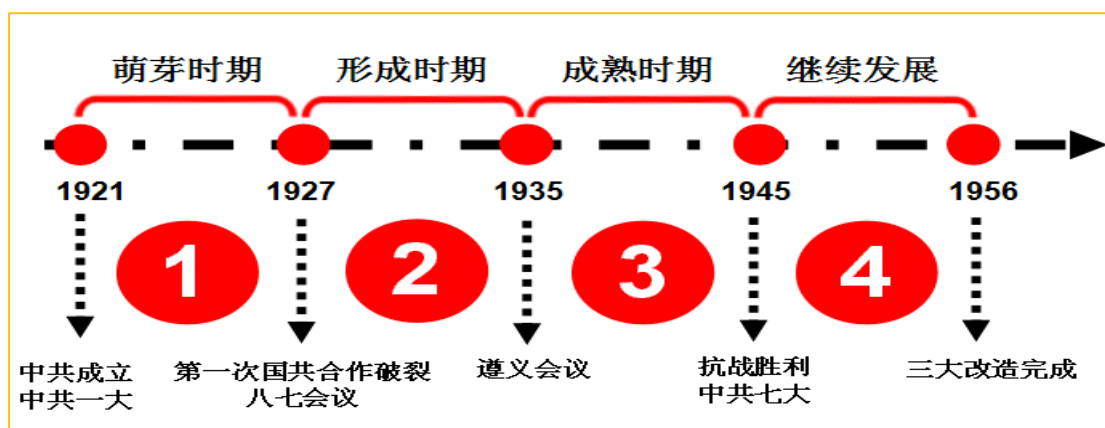 萌芽时期 形成时期 成熟时期 继续发展
1921 1927 1935 1945 1956
1 2 3 4
中共成立
中共一大
第一次国共合作破裂
八七会议
遵义会议
抗战胜利
中共七大
三大改造完成